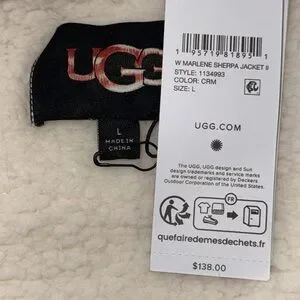 UGG
L
MADE IN
CHINA
1 95719 81895 1
W MARLENE SHERPA JACKET II
STYLE: 1134993
COLOR: CRM
SIZE: L
UGG.COM
The UGG, UGG design and Sun
design trademarks and service marks
are owned or registered by Deckers
Outdoor Corporation of the United States.
FR
quefairedemesdechets.fr
$138.00